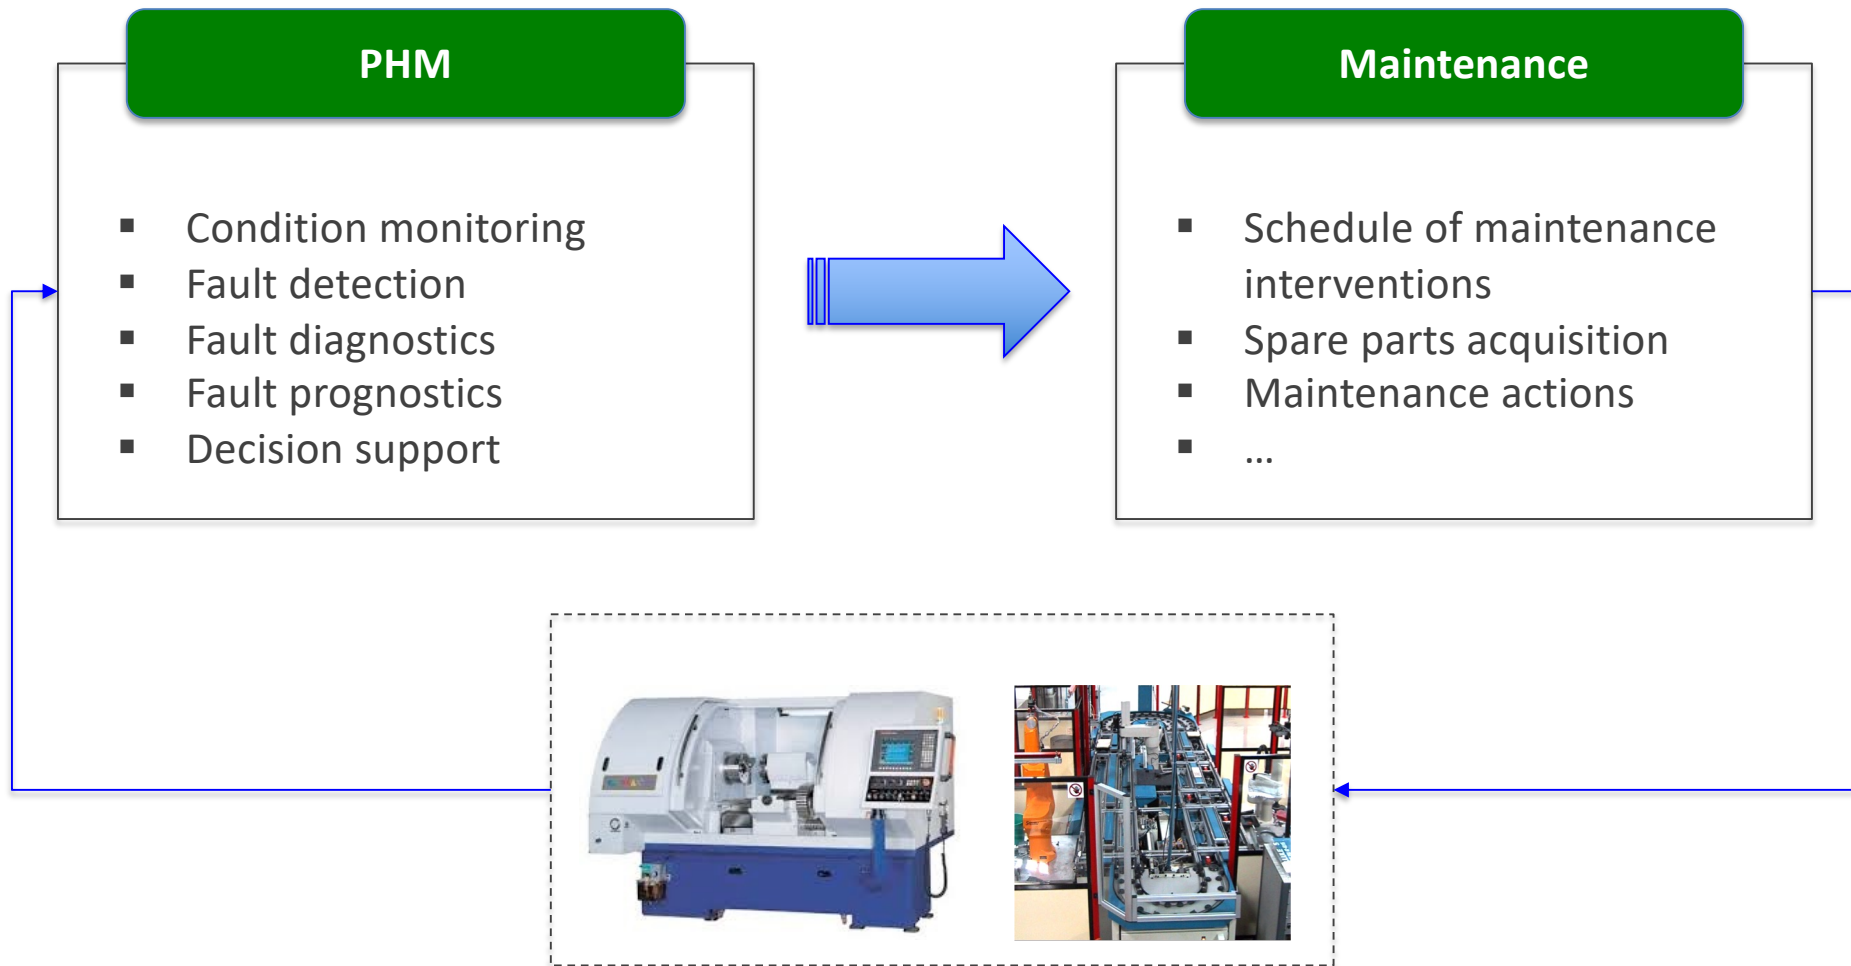 PHM
Condition monitoring
Fault detection
Fault diagnostics
Fault prognostics
Decision support
Maintenance
Schedule of maintenance
interventions
Spare parts acquisition
Maintenance actions
...